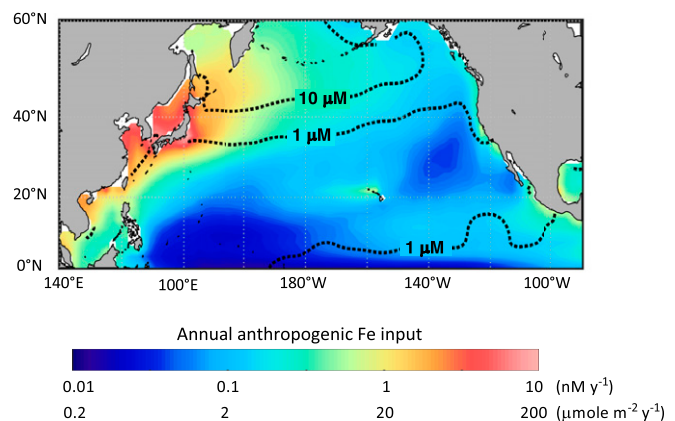 60°N
10 µM
40°N
1 µM
20°N
1 µM
0°N
140°E 100°E 180°W 140°W 100°W
Annual anthropogenic Fe input
0.01 0.1 1 10 (nM y⁻¹)
0.2 2 20 200 (µmole m⁻² y⁻¹)